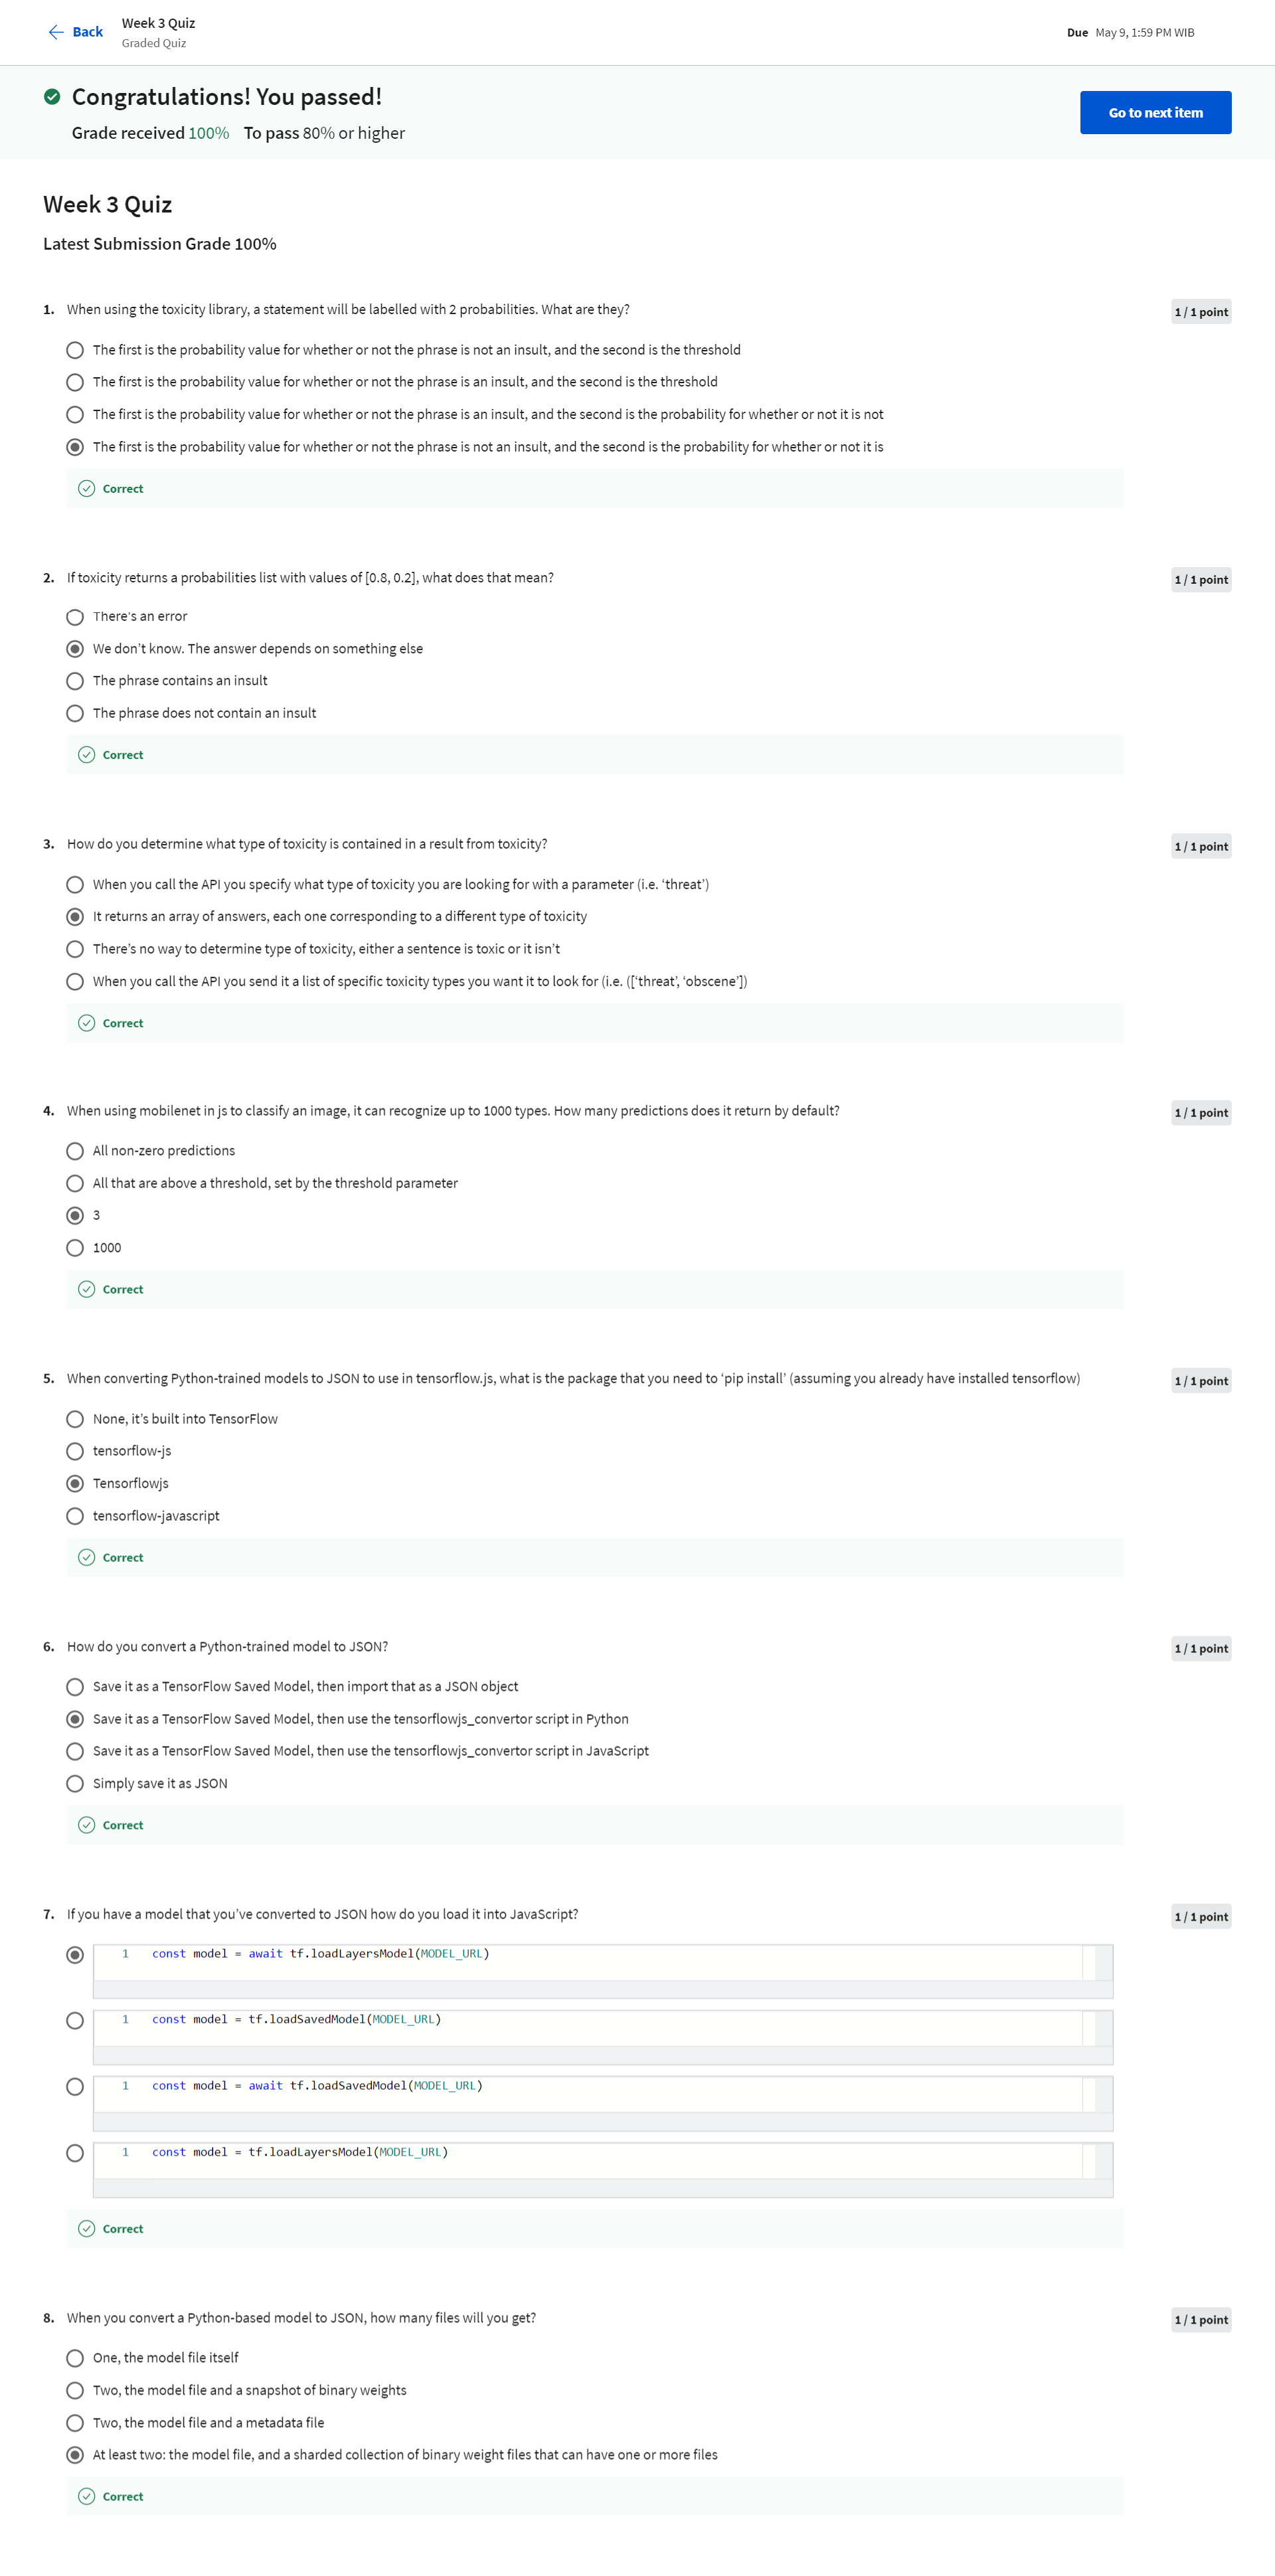 Back
Week 3 Quiz
Graded Quiz
Due May 9, 1:59 PM WIB
Congratulations! You passed!
Grade received 100% To pass 80% or higher
Go to next item
Week 3 Quiz
Latest Submission Grade 100%
1. When using the toxicity library, a statement will be labelled with 2 probabilities. What are they?
1 / 1 point
The first is the probability value for whether or not the phrase is not an insult, and the second is the threshold
The first is the probability value for whether or not the phrase is an insult, and the second is the threshold
The first is the probability value for whether or not the phrase is an insult, and the second is the probability for whether or not it is not
The first is the probability value for whether or not the phrase is not an insult, and the second is the probability for whether or not it is
Correct
2. If toxicity returns a probabilities list with values of [0.8, 0.2], what does that mean?
1 / 1 point
There's an error
We don’t know. The answer depends on something else
The phrase contains an insult
The phrase does not contain an insult
Correct
3. How do you determine what type of toxicity is contained in a result from toxicity?
1 / 1 point
When you call the API you specify what type of toxicity you are looking for with a parameter (i.e. ‘threat’)
It returns an array of answers, each one corresponding to a different type of toxicity
There’s no way to determine type of toxicity, either a sentence is toxic or it isn’t
When you call the API you send it a list of specific toxicity types you want it to look for (i.e. ([‘threat’, ‘obscene’])
Correct
4. When using mobilenet in js to classify an image, it can recognize up to 1000 types. How many predictions does it return by default?
1 / 1 point
All non-zero predictions
All that are above a threshold, set by the threshold parameter
3
1000
Correct
5. When converting Python-trained models to JSON to use in tensorflow.js, what is the package that you need to ‘pip install’ (assuming you already have installed tensorflow)
1 / 1 point
None, it’s built into TensorFlow
tensorflow-js
Tensorflowjs
tensorflow-javascript
Correct
6. How do you convert a Python-trained model to JSON?
1 / 1 point
Save it as a TensorFlow Saved Model, then import that as a JSON object
Save it as a TensorFlow Saved Model, then use the tensorflowjs_convertor script in Python
Save it as a TensorFlow Saved Model, then use the tensorflowjs_convertor script in JavaScript
Simply save it as JSON
Correct
7. If you have a model that you’ve converted to JSON how do you load it into JavaScript?
1 / 1 point
1 const model = await tf.loadLayersModel(MODEL_URL)
1 const model = tf.loadSavedModel(MODEL_URL)
1 const model = await tf.loadSavedModel(MODEL_URL)
1 const model = tf.loadLayersModel(MODEL_URL)
Correct
8. When you convert a Python-based model to JSON, how many files will you get?
1 / 1 point
One, the model file itself
Two, the model file and a snapshot of binary weights
Two, the model file and a metadata file
At least two: the model file, and a sharded collection of binary weight files that can have one or more files
Correct